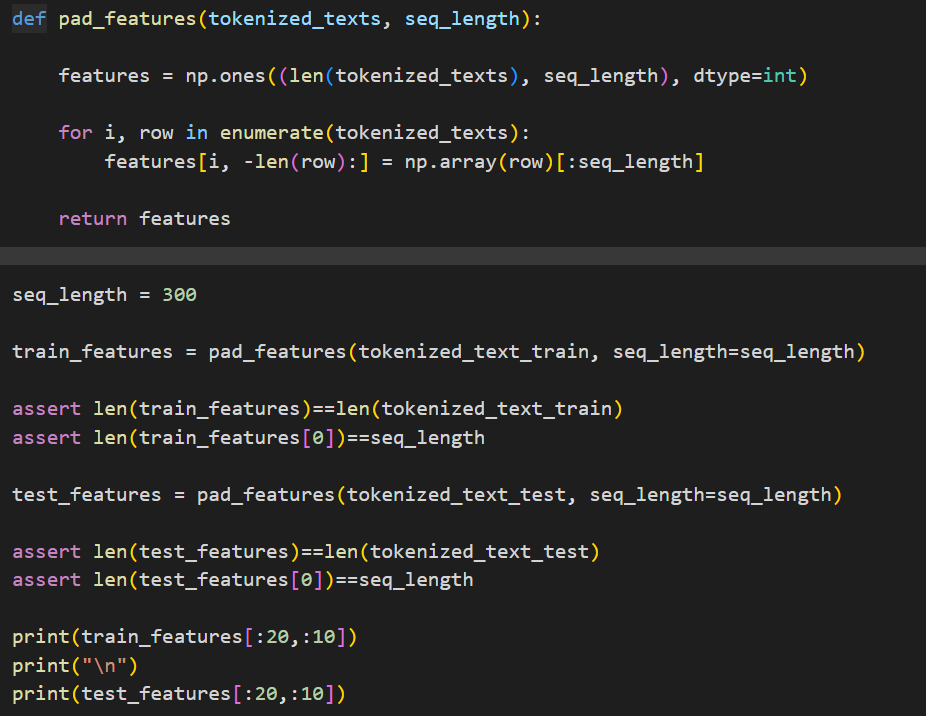 def pad_features(tokenized_texts, seq_length):
features = np.ones((len(tokenized_texts), seq_length), dtype=int)
for i, row in enumerate(tokenized_texts):
features[i, -len(row):] = np.array(row)[:seq_length]
return features
seq_length = 300
train_features = pad_features(tokenized_text_train, seq_length=seq_length)
assert len(train_features)==len(tokenized_text_train)
assert len(train_features[0])==seq_length
test_features = pad_features(tokenized_text_test, seq_length=seq_length)
assert len(test_features)==len(tokenized_text_test)
assert len(test_features[0])==seq_length
print(train_features[:20,:10])
print("\n")
print(test_features[:20,:10])